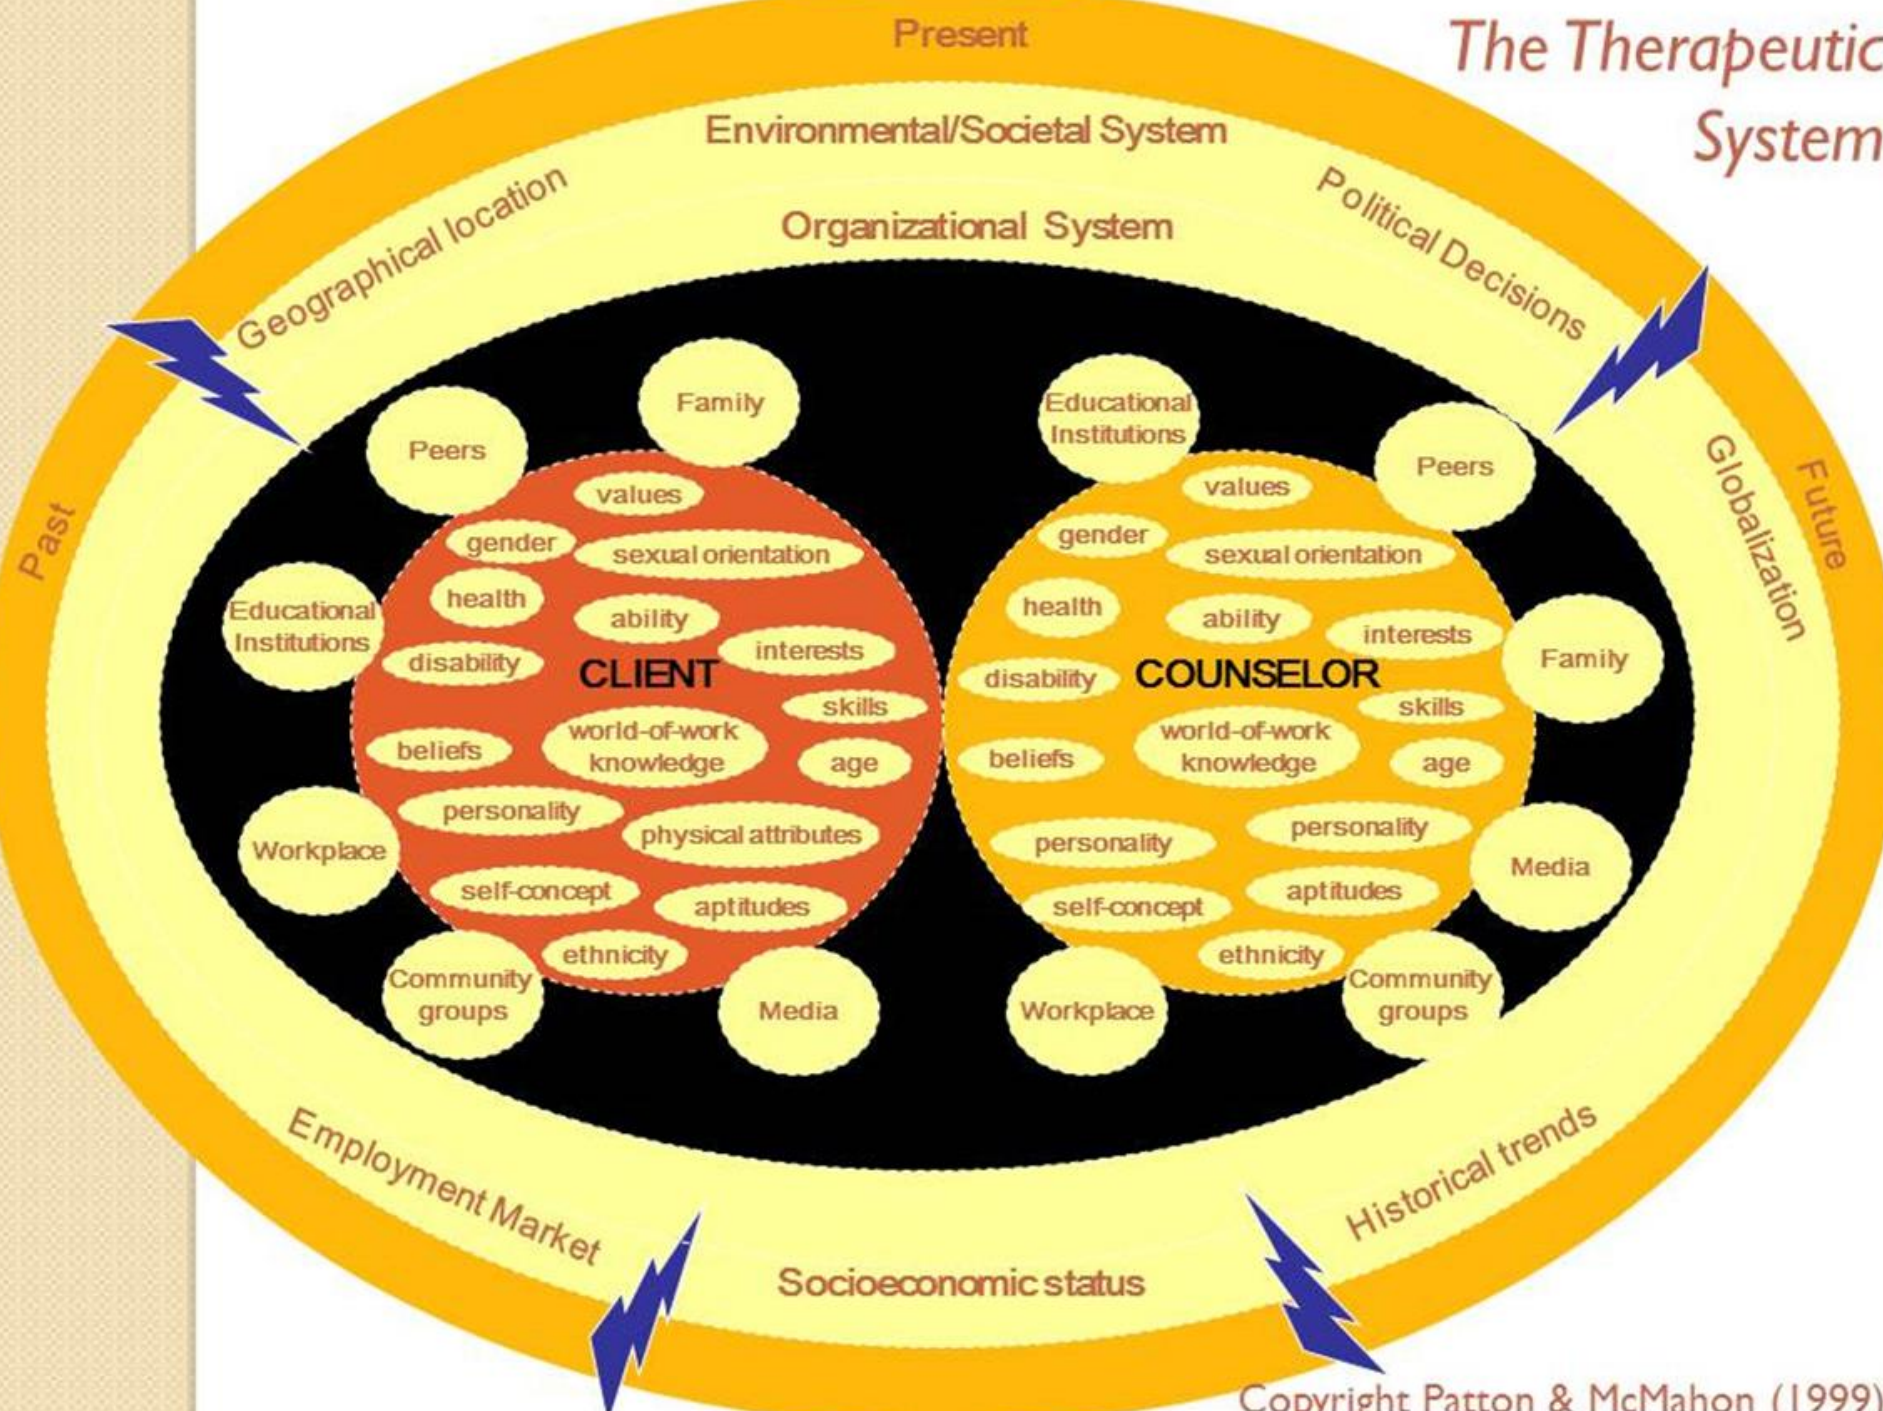 The Therapeutic
System
Present
Environmental/Societal System
Organizational System
Geographical location
Political Decisions
Past
Future
Globalization
Peers
Family
Educational
Institutions
Workplace
Community
groups
Media
values
gender
sexual orientation
health
ability
interests
disability
CLIENT
skills
world-of-work
knowledge
beliefs
age
personality
physical attributes
self-concept
aptitudes
ethnicity
Educational
Institutions
Peers
Family
Media
Community
groups
Workplace
values
gender
sexual orientation
health
ability
interests
disability
COUNSELOR
skills
world-of-work
knowledge
beliefs
age
personality
personality
self-concept
aptitudes
ethnicity
Employment Market
Socioeconomic status
Historical trends
Copyright Patton & McMahon (1999)